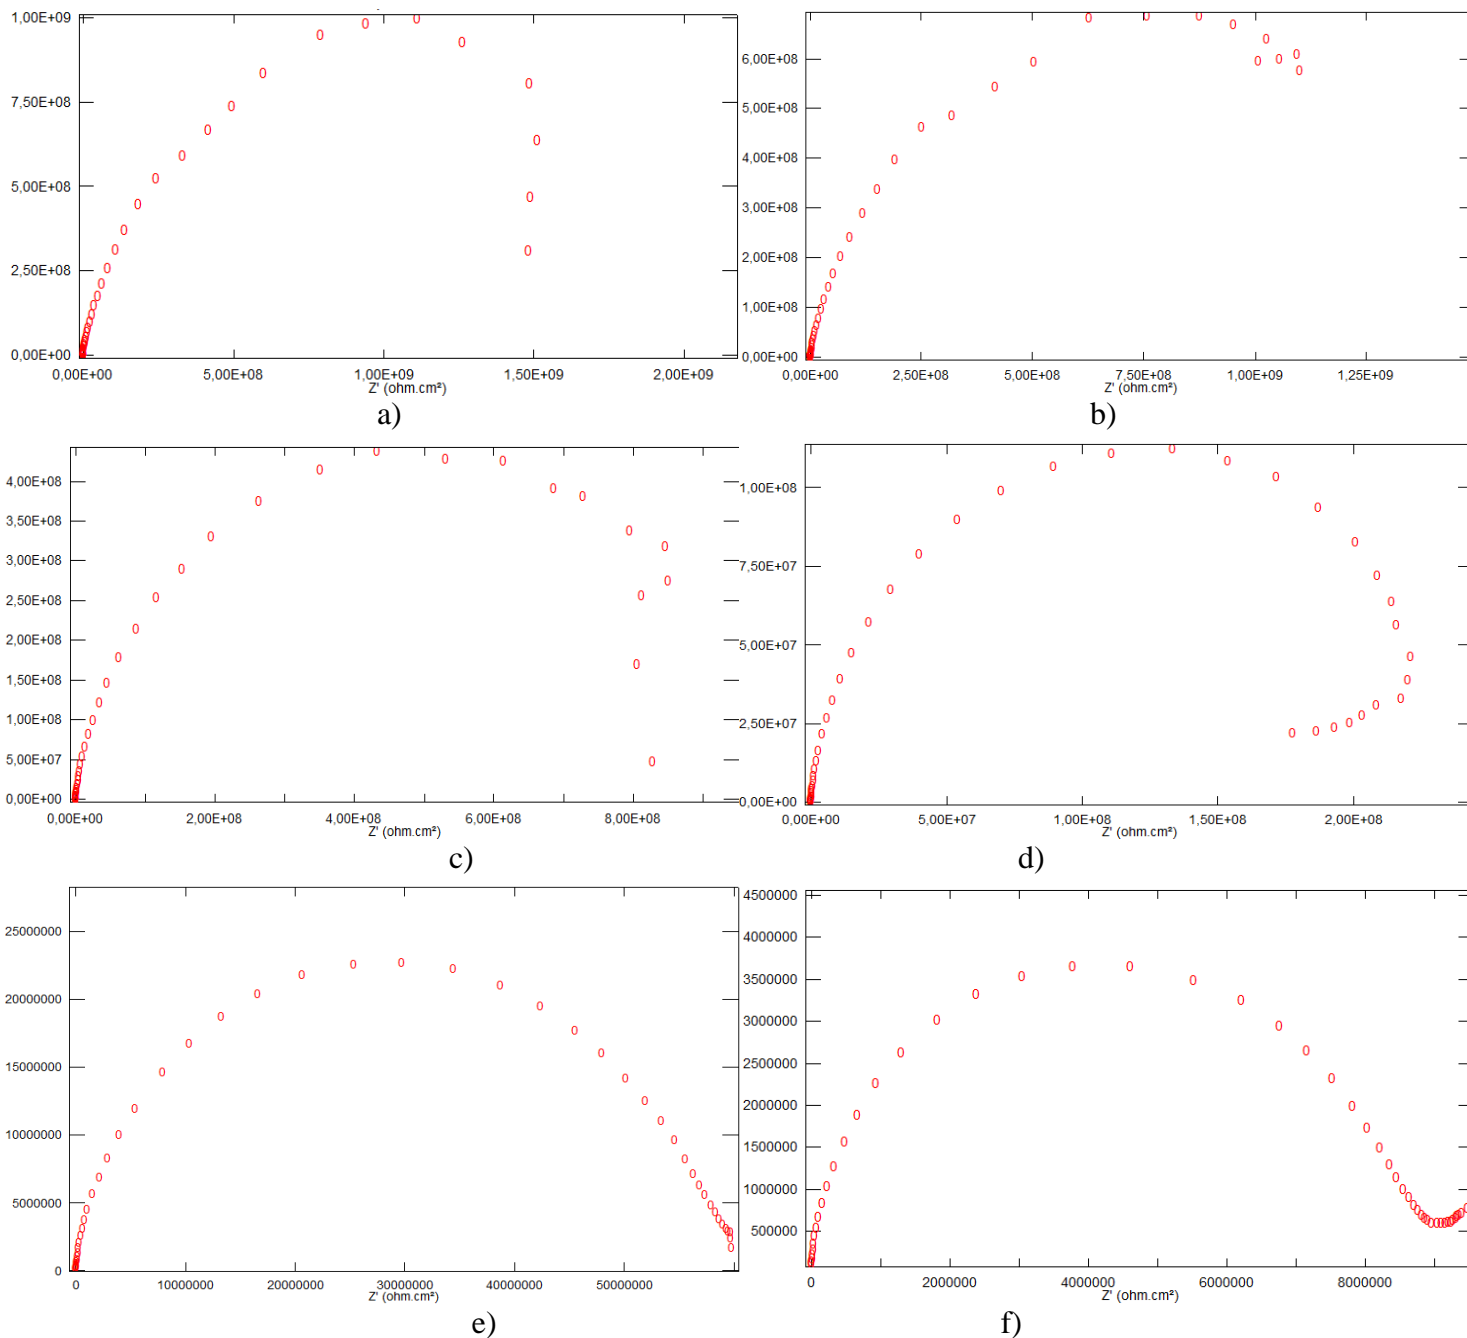 1,00E+09
7,50E+08
5,00E+08
2,50E+08
0,00E+00
0,00E+00 5,00E+08 1,00E+09 1,50E+09 2,00E+09
Z' (ohm.cm²)
a)
6,00E+08
5,00E+08
4,00E+08
3,00E+08
2,00E+08
1,00E+08
0,00E+00
0,00E+00 2,50E+08 5,00E+08 7,50E+08 1,00E+09 1,25E+09
Z' (ohm.cm²)
b)
4,00E+08
3,50E+08
3,00E+08
2,50E+08
2,00E+08
1,50E+08
1,00E+08
5,00E+07
0,00E+00
0,00E+00 2,00E+08 4,00E+08 6,00E+08 8,00E+08
Z' (ohm.cm²)
c)
1,00E+08
7,50E+07
5,00E+07
2,50E+07
0,00E+00
0,00E+00 5,00E+07 1,00E+08 1,50E+08 2,00E+08
Z' (ohm.cm²)
d)
25000000
20000000
15000000
10000000
5000000
0
0 10000000 20000000 30000000 40000000 50000000
Z' (ohm.cm²)
e)
4500000
4000000
3500000
3000000
2500000
2000000
1500000
1000000
500000
0 2000000 4000000 6000000 8000000
Z' (ohm.cm²)
f)